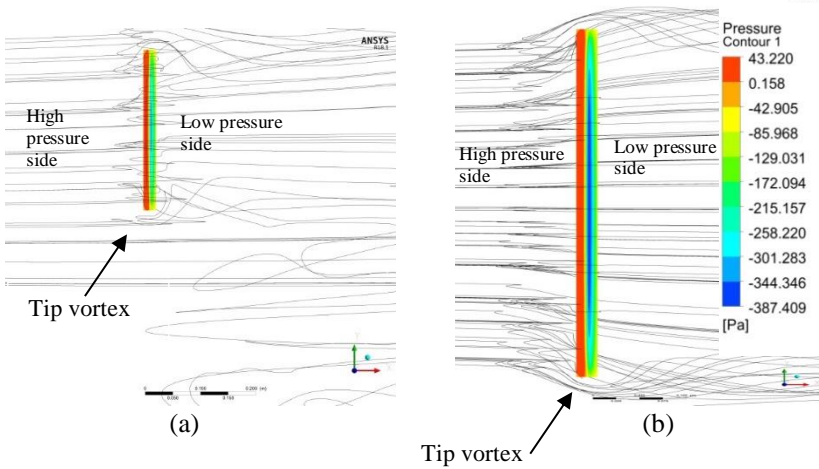 ANSYS
R18.1
High
pressure
side
Low pressure
side
Tip vortex
(a)
High pressure
side
Low pressure
side
Tip vortex
(b)
Pressure
Contour 1
43.220
0.158
-42.905
-85.968
-129.031
-172.094
-215.157
-258.220
-301.283
-344.346
-387.409
[Pa]